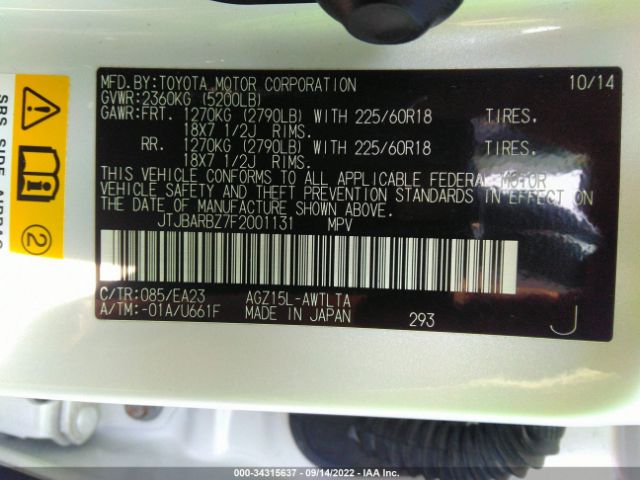 MFD. BY:TOYOTA MOTOR CORPORATION 10/14
GVWR:2360KG (5200LB)
GAWR:FRT. 1270KG (2790LB) WITH 225/60R18 TIRES.
18X7 1/2J RIMS.
RR. 1270KG (2790LB) WITH 225/60R18 TIRES.
18X7 1/2J RIMS.
THIS VEHICLE CONFORMS TO ALL APPLICABLE FEDERAL MOTOR
VEHICLE SAFETY AND THEFT PREVENTION STANDARDS IN EFFECT ON
THE DATE OF MANUFACTURE SHOWN ABOVE.
JTJBARBZ7F2001131 MPV
C/TR:085/EA23 AGZ15L-AWTLTA
A/TM:-01A/U661F MADE IN JAPAN 293 J
SRS SIDE AIRBAG
2
000-34315637 - 09/14/2022 - IAA Inc.